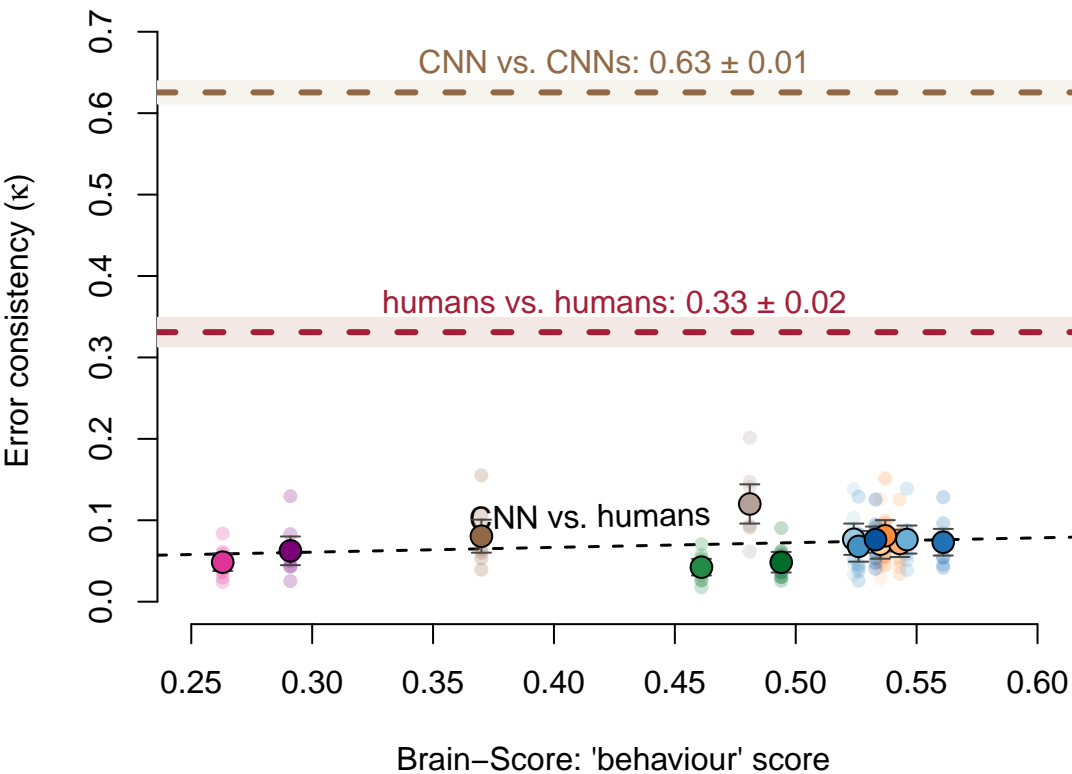 0.7
0.6
0.5
0.4
0.3
0.2
0.1
0.0
Error consistency (κ)
CNN vs. CNNs: 0.63 ± 0.01
humans vs. humans: 0.33 ± 0.02
CNN vs. humans
0.25 0.30 0.35 0.40 0.45 0.50 0.55 0.60
Brain−Score: 'behaviour' score